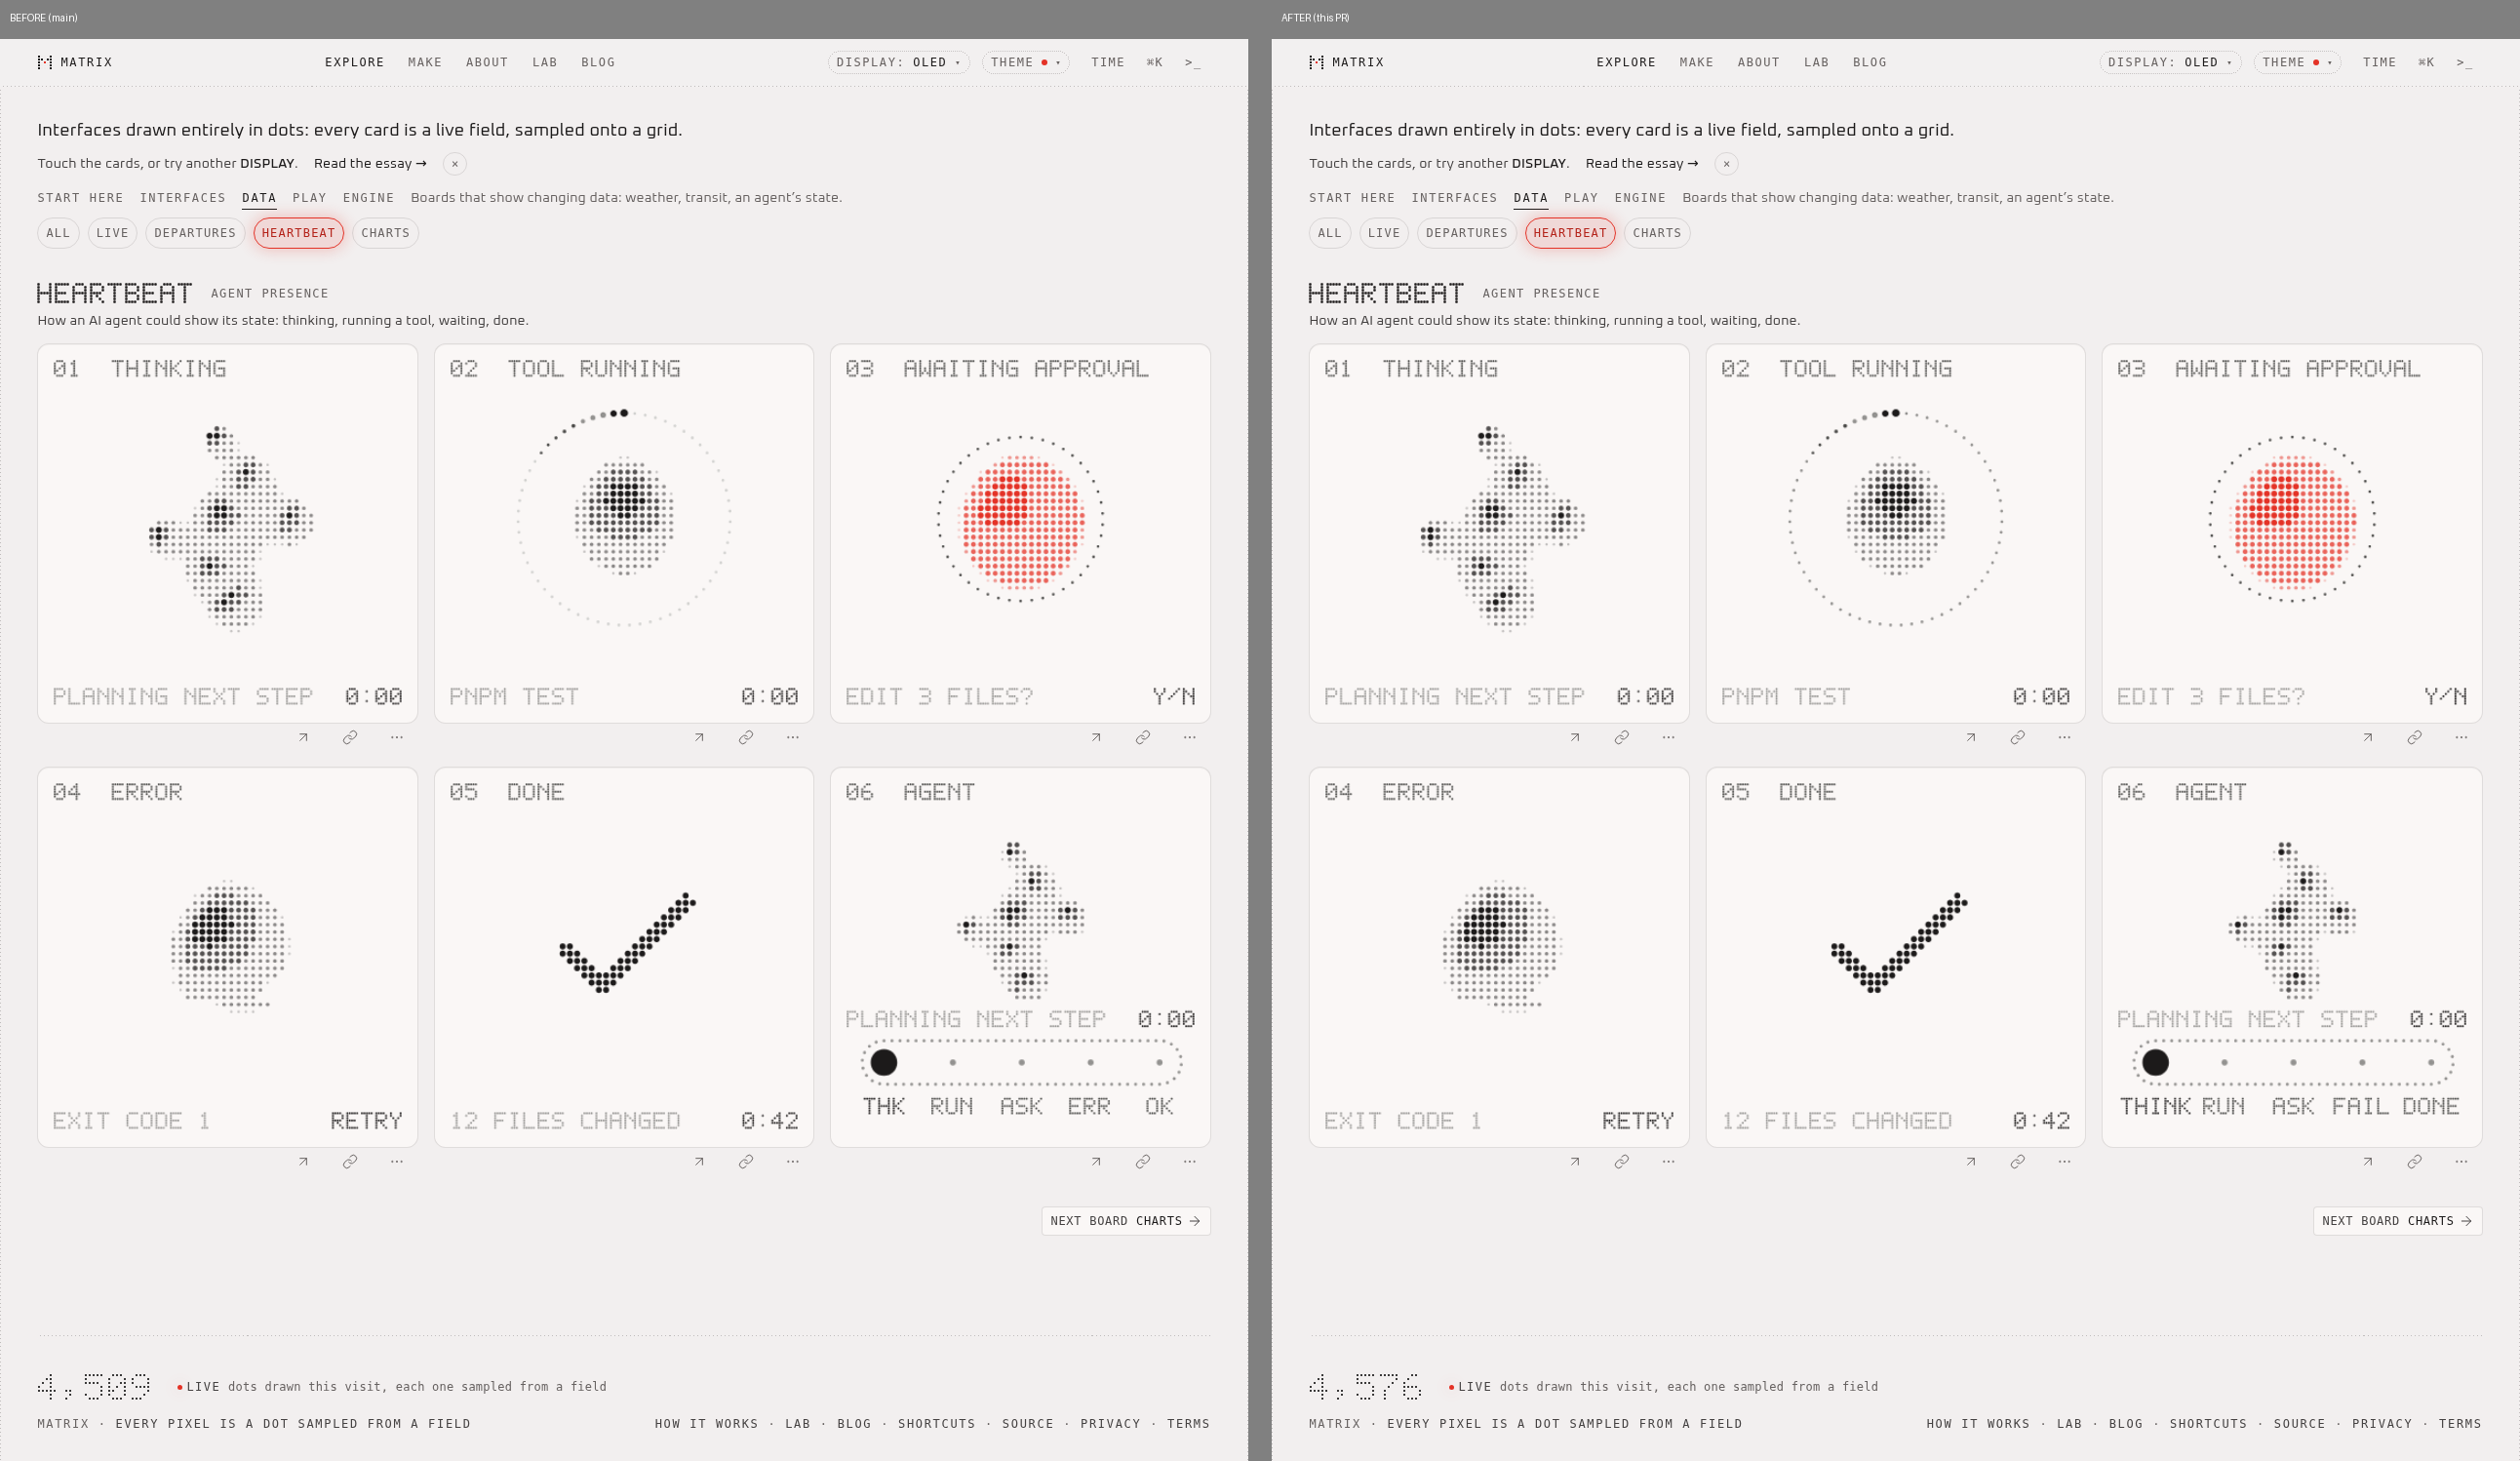 BEFORE (main)
MATRIX EXPLORE MAKE ABOUT LAB BLOG DISPLAY: OLED ▾ THEME ● ▾ TIME ⌘K >_
Interfaces drawn entirely in dots: every card is a live field, sampled onto a grid.
Touch the cards, or try another DISPLAY. Read the essay → ×
START HERE INTERFACES DATA PLAY ENGINE Boards that show changing data: weather, transit, an agent’s state.
ALL LIVE DEPARTURES HEARTBEAT CHARTS
HEARTBEAT AGENT PRESENCE
How an AI agent could show its state: thinking, running a tool, waiting, done.
01 THINKING
PLANNING NEXT STEP 0:00
02 TOOL RUNNING
PNPM TEST 0:00
03 AWAITING APPROVAL
EDIT 3 FILES? Y/N
04 ERROR
EXIT CODE 1 RETRY
05 DONE
12 FILES CHANGED 0:42
06 AGENT
PLANNING NEXT STEP 0:00
THK RUN ASK ERR OK
NEXT BOARD CHARTS →
4,509 LIVE dots drawn this visit, each one sampled from a field
MATRIX · EVERY PIXEL IS A DOT SAMPLED FROM A FIELD HOW IT WORKS · LAB · BLOG · SHORTCUTS · SOURCE · PRIVACY · TERMS
AFTER (this PR)
MATRIX EXPLORE MAKE ABOUT LAB BLOG DISPLAY: OLED ▾ THEME ● ▾ TIME ⌘K >_
Interfaces drawn entirely in dots: every card is a live field, sampled onto a grid.
Touch the cards, or try another DISPLAY. Read the essay → ×
START HERE INTERFACES DATA PLAY ENGINE Boards that show changing data: weather, transit, an agent’s state.
ALL LIVE DEPARTURES HEARTBEAT CHARTS
HEARTBEAT AGENT PRESENCE
How an AI agent could show its state: thinking, running a tool, waiting, done.
01 THINKING
PLANNING NEXT STEP 0:00
02 TOOL RUNNING
PNPM TEST 0:00
03 AWAITING APPROVAL
EDIT 3 FILES? Y/N
04 ERROR
EXIT CODE 1 RETRY
05 DONE
12 FILES CHANGED 0:42
06 AGENT
PLANNING NEXT STEP 0:00
THINK RUN ASK FAIL DONE
NEXT BOARD CHARTS →
4,576 LIVE dots drawn this visit, each one sampled from a field
MATRIX · EVERY PIXEL IS A DOT SAMPLED FROM A FIELD HOW IT WORKS · LAB · BLOG · SHORTCUTS · SOURCE · PRIVACY · TERMS